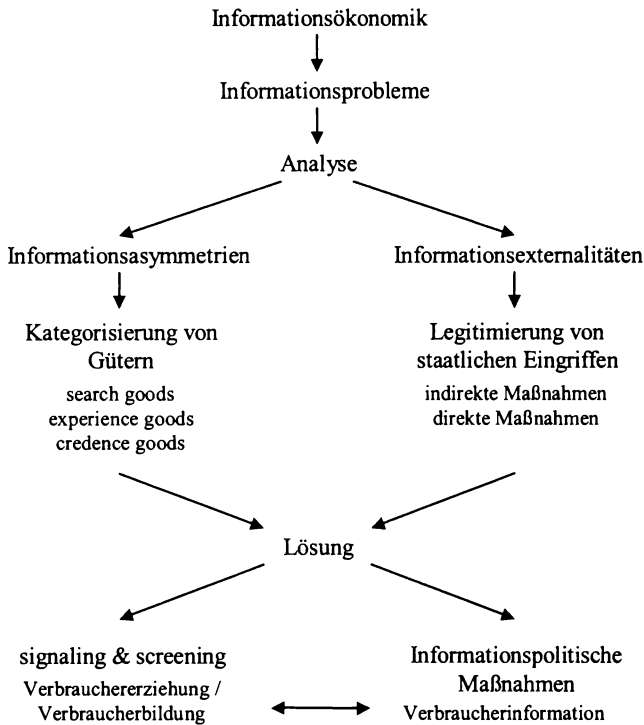 Informationsökonomik
Informationsprobleme
Analyse
Informationsasymmetrien
Informationsexternalitäten
Kategorisierung von
Gütern
search goods
experience goods
credence goods
Legitimierung von
staatlichen Eingriffen
indirekte Maßnahmen
direkte Maßnahmen
Lösung
signaling & screening
Verbrauchererziehung /
Verbraucherbildung
Informationspolitische
Maßnahmen
Verbraucherinformation